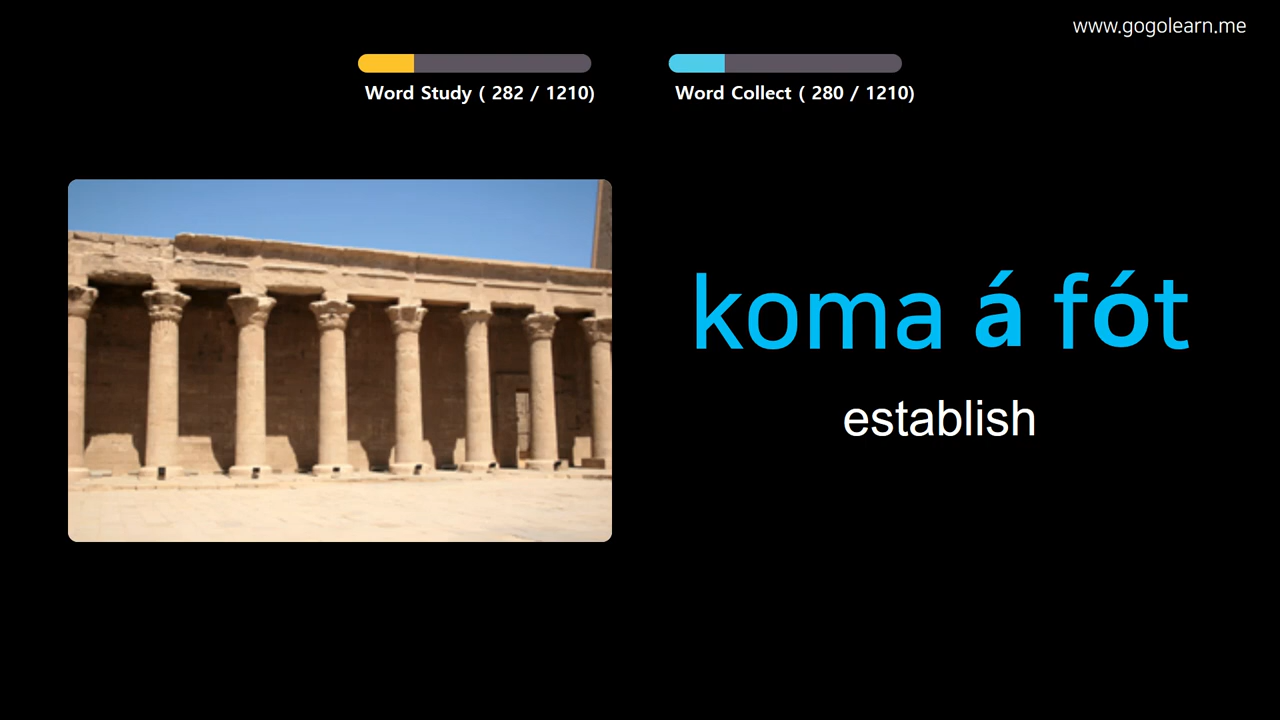 www.gogolearn.me
Word Study ( 282 / 1210)
Word Collect ( 280 / 1210)
koma á fót
establish